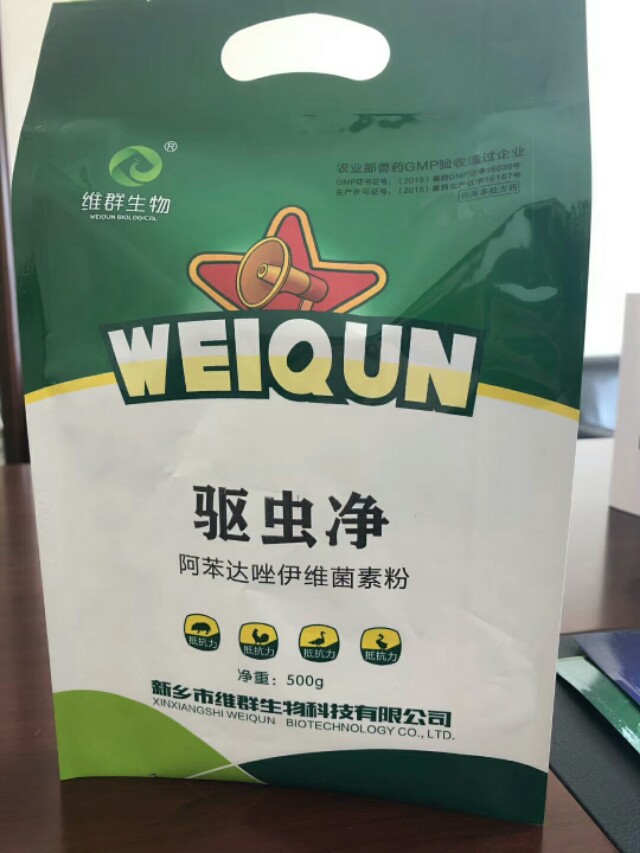 维群生物®
WEIQUN BIOLOGICAL
农业部兽药GMP验收通过企业
WEIQUN
驱虫净
阿苯达唑伊维菌素粉
抵抗力
抵抗力
抵抗力
抵抗力
净重：500g
新乡市维群生物科技有限公司
XINXIANGSHI WEIQUN BIOTECHNOLOGY CO., LTD.